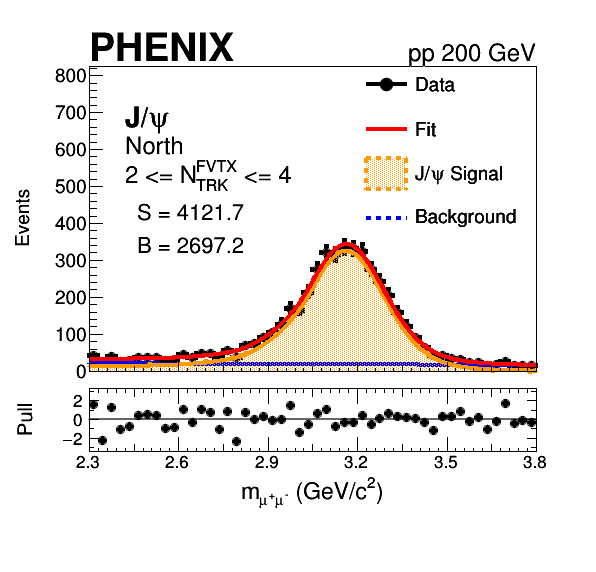 PHENIX pp 200 GeV
800
700
600
500
400
300
200
100
0
Events
J/ψ
North
2 <= N_TRK^FVTX <= 4
S = 4121.7
B = 2697.2
Data
Fit
J/ψ Signal
Background
2
0
−2
Pull
2.3 2.6 2.9 3.2 3.5 3.8
m_μ⁺μ⁻ (GeV/c²)